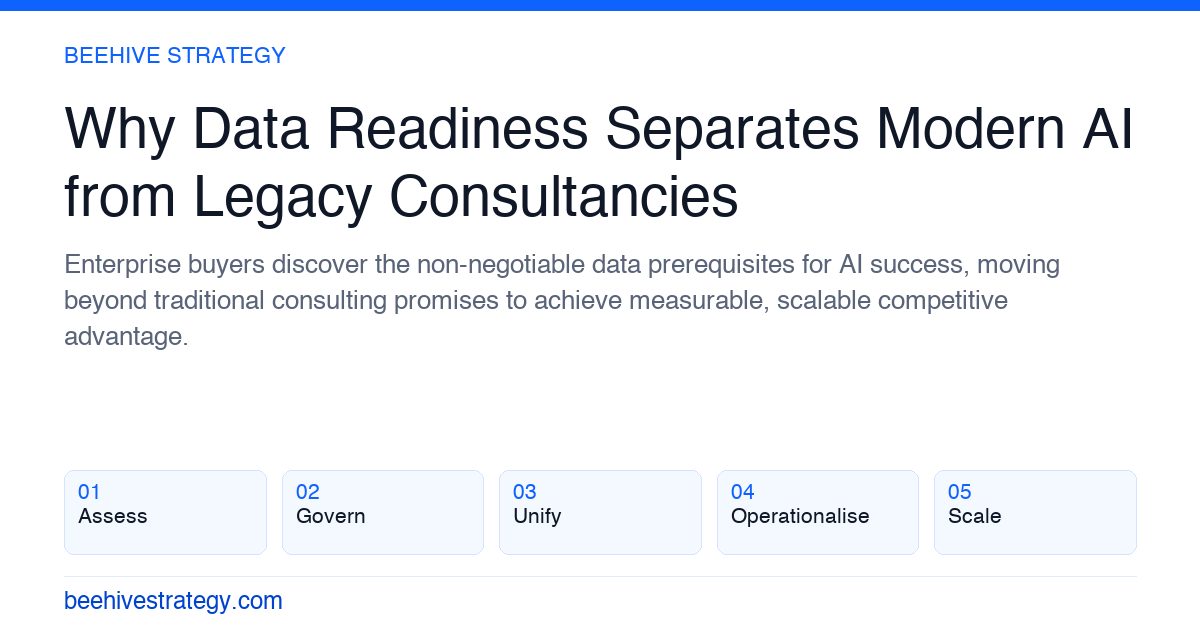 BEEHIVE STRATEGY
Why Data Readiness Separates Modern AI
from Legacy Consultancies
Enterprise buyers discover the non-negotiable data prerequisites for AI success, moving
beyond traditional consulting promises to achieve measurable, scalable competitive
advantage.
01
Assess
02
Govern
03
Unify
04
Operationalise
05
Scale
beehivestrategy.com